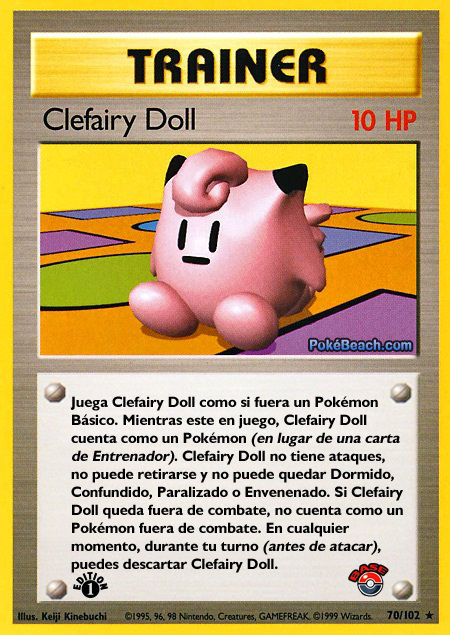 TRAINER
Clefairy Doll 10 HP
PokéBeach.com
Juega Clefairy Doll como si fuera un Pokémon
Básico. Mientras este en juego, Clefairy Doll
cuenta como un Pokémon (en lugar de una carta
de Entrenador). Clefairy Doll no tiene ataques,
no puede retirarse y no puede quedar Dormido,
Confundido, Paralizado o Envenenado. Si Clefairy
Doll queda fuera de combate, no cuenta como un
Pokémon fuera de combate. En cualquier
momento, durante tu turno (antes de atacar),
puedes descartar Clefairy Doll.
EDITION
1
BASE
Illus. Keiji Kinebuchi ©1995, 96, 98 Nintendo, Creatures, GAMEFREAK. ©1999 Wizards. 70/102 ★